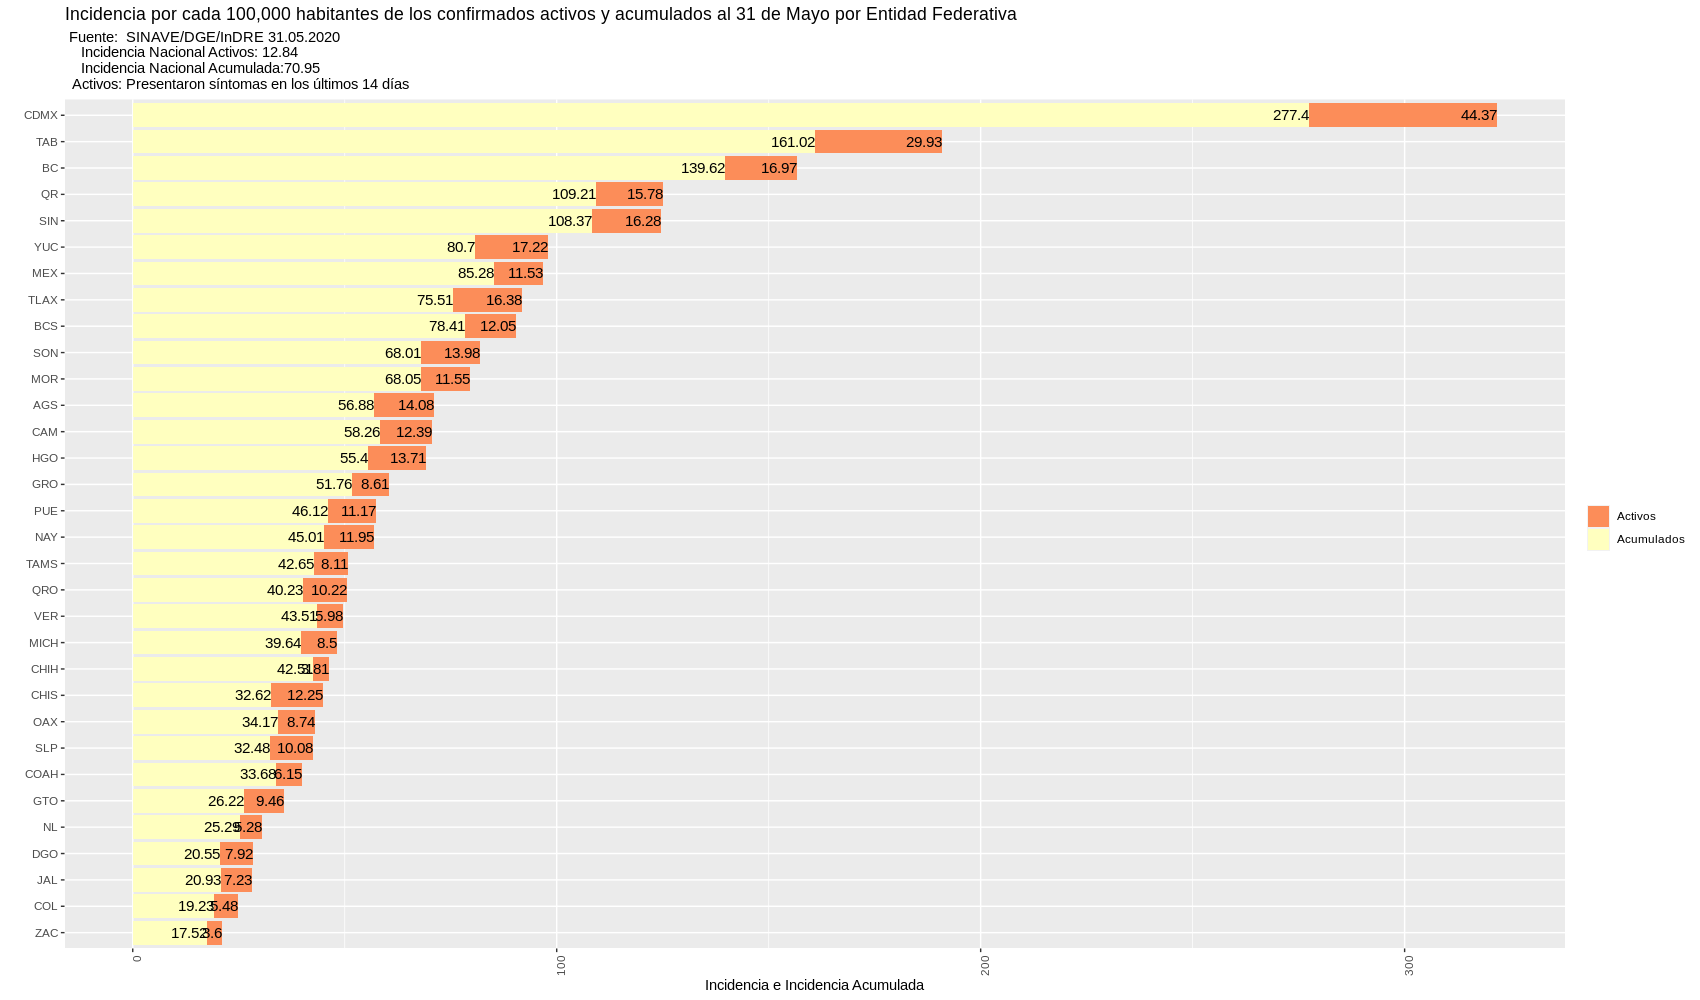 Incidencia por cada 100,000 habitantes de los confirmados activos y acumulados al 31 de Mayo por Entidad Federativa
Fuente:  SINAVE/DGE/InDRE 31.05.2020
Incidencia Nacional Activos: 12.84
Incidencia Nacional Acumulada:70.95
Activos: Presentaron síntomas en los últimos 14 días
CDMX 277.4 44.37
TAB 161.02 29.93
BC 139.62 16.97
QR 109.21 15.78
SIN 108.37 16.28
YUC 80.7 17.22
MEX 85.28 11.53
TLAX 75.51 16.38
BCS 78.41 12.05
SON 68.01 13.98
MOR 68.05 11.55
AGS 56.88 14.08
CAM 58.26 12.39
HGO 55.4 13.71
GRO 51.76 8.61
PUE 46.12 11.17
NAY 45.01 11.95
TAMS 42.65 8.11
QRO 40.23 10.22
VER 43.51 5.98
MICH 39.64 8.5
CHIH 42.51 3.81
CHIS 32.62 12.25
OAX 34.17 8.74
SLP 32.48 10.08
COAH 33.68 6.15
GTO 26.22 9.46
NL 25.29 5.28
DGO 20.55 7.92
JAL 20.93 7.23
COL 19.23 5.48
ZAC 17.52 3.6
Activos
Acumulados
0 100 200 300
Incidencia e Incidencia Acumulada